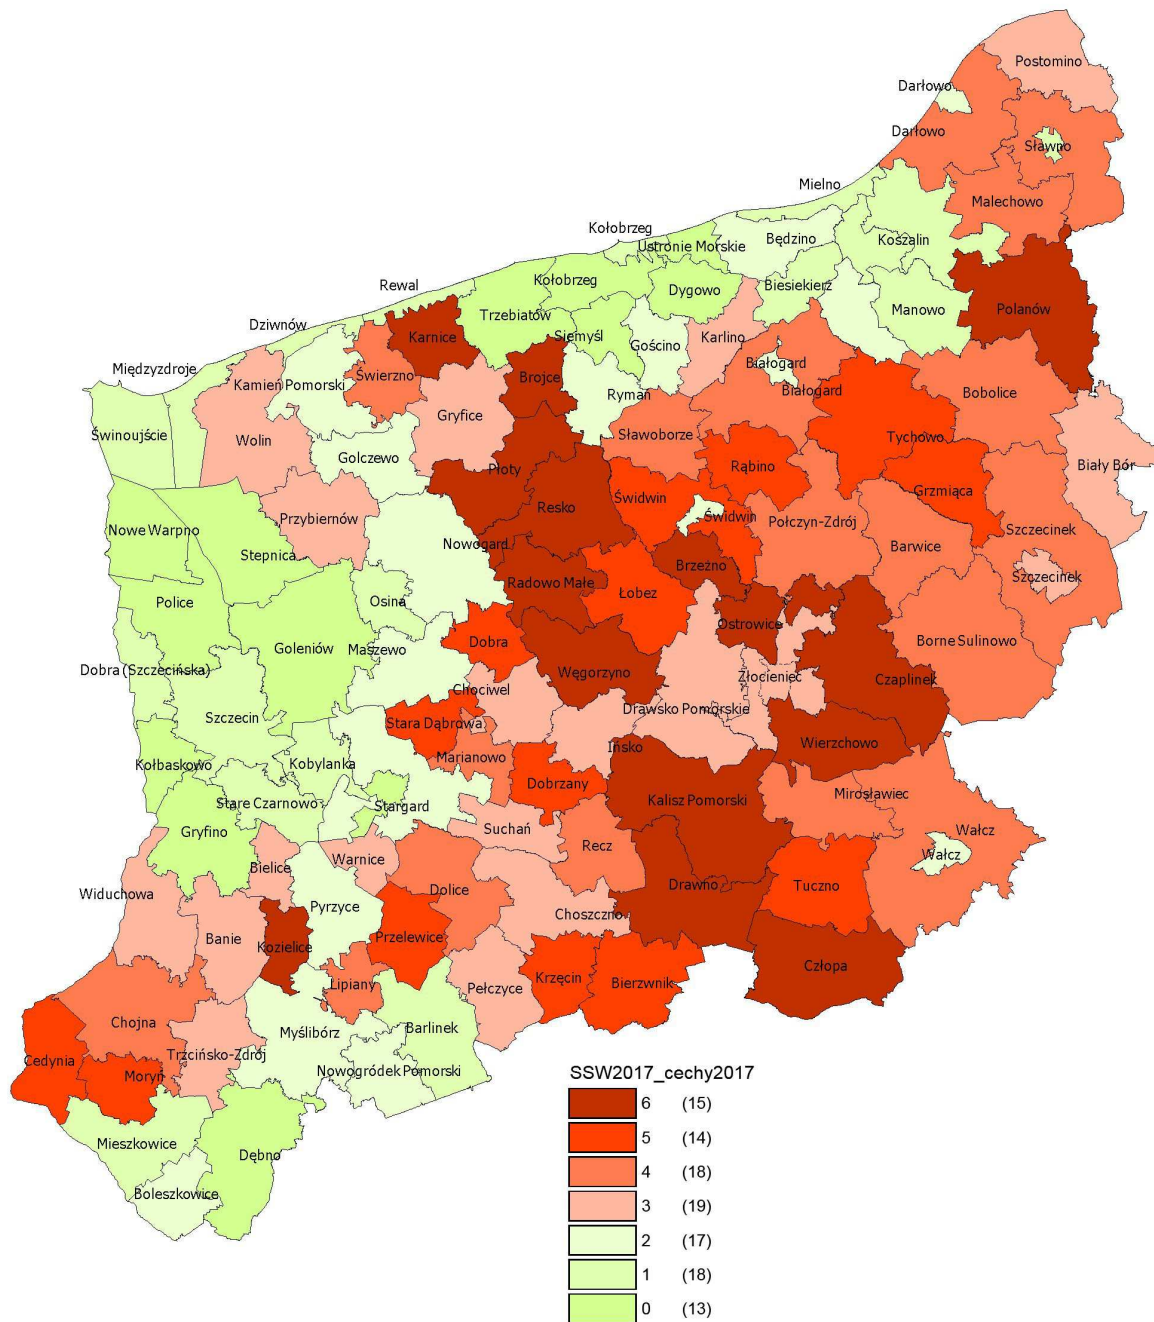 Postomino
Darłowo
Darłowo
Sławno
Mielno
Malechowo
Kołobrzeg
Ustronie Morskie
Będzino
Koszalin
Rewal
Kołobrzeg
Dygowo
Biesiekierz
Manowo
Polanów
Dziwnów
Trzebiatów
Karnice
Siemyśl
Gościno
Karlino
Międzyzdroje
Kamień Pomorski
Świerzno
Brojce
Białogard
Białogard
Bobolice
Rymań
Gryfice
Świnoujście
Wolin
Sławoborze
Tychowo
Golczewo
Płoty
Rąbino
Biały Bór
Grzmiąca
Świdwin
Resko
Przybiernów
Świdwin
Połczyn-Zdrój
Nowe Warpno
Szczecinek
Nowogard
Barwice
Stepnica
Brzeżno
Radowo Małe
Szczecinek
Łobez
Police
Osina
Ostrowice
Borne Sulinowo
Dobra
Goleniów
Maszewo
Dobra (Szczecińska)
Węgorzyno
Złocieniec
Czaplinek
Chociwel
Drawsko Pomorskie
Szczecin
Stara Dąbrowa
Ińsko
Wierzchowo
Marianowo
Kołbaskowo
Kobylanka
Dobrzany
Mirosławiec
Kalisz Pomorski
Stare Czarnowo
Stargard
Suchań
Gryfino
Wałcz
Recz
Wałcz
Warnice
Bielice
Drawno
Tuczno
Widuchowa
Dolice
Pyrzyce
Choszczno
Banie
Przelewice
Kozielice
Człopa
Krzęcin
Bierzwnik
Lipiany
Pełczyce
Chojna
Myślibórz
Barlinek
Trzcińsko-Zdrój
Cedynia
Moryń
Nowogródek Pomorski
Mieszkowice
Dębno
Boleszkowice
SSW2017_cechy2017
6 (15)
5 (14)
4 (18)
3 (19)
2 (17)
1 (18)
0 (13)